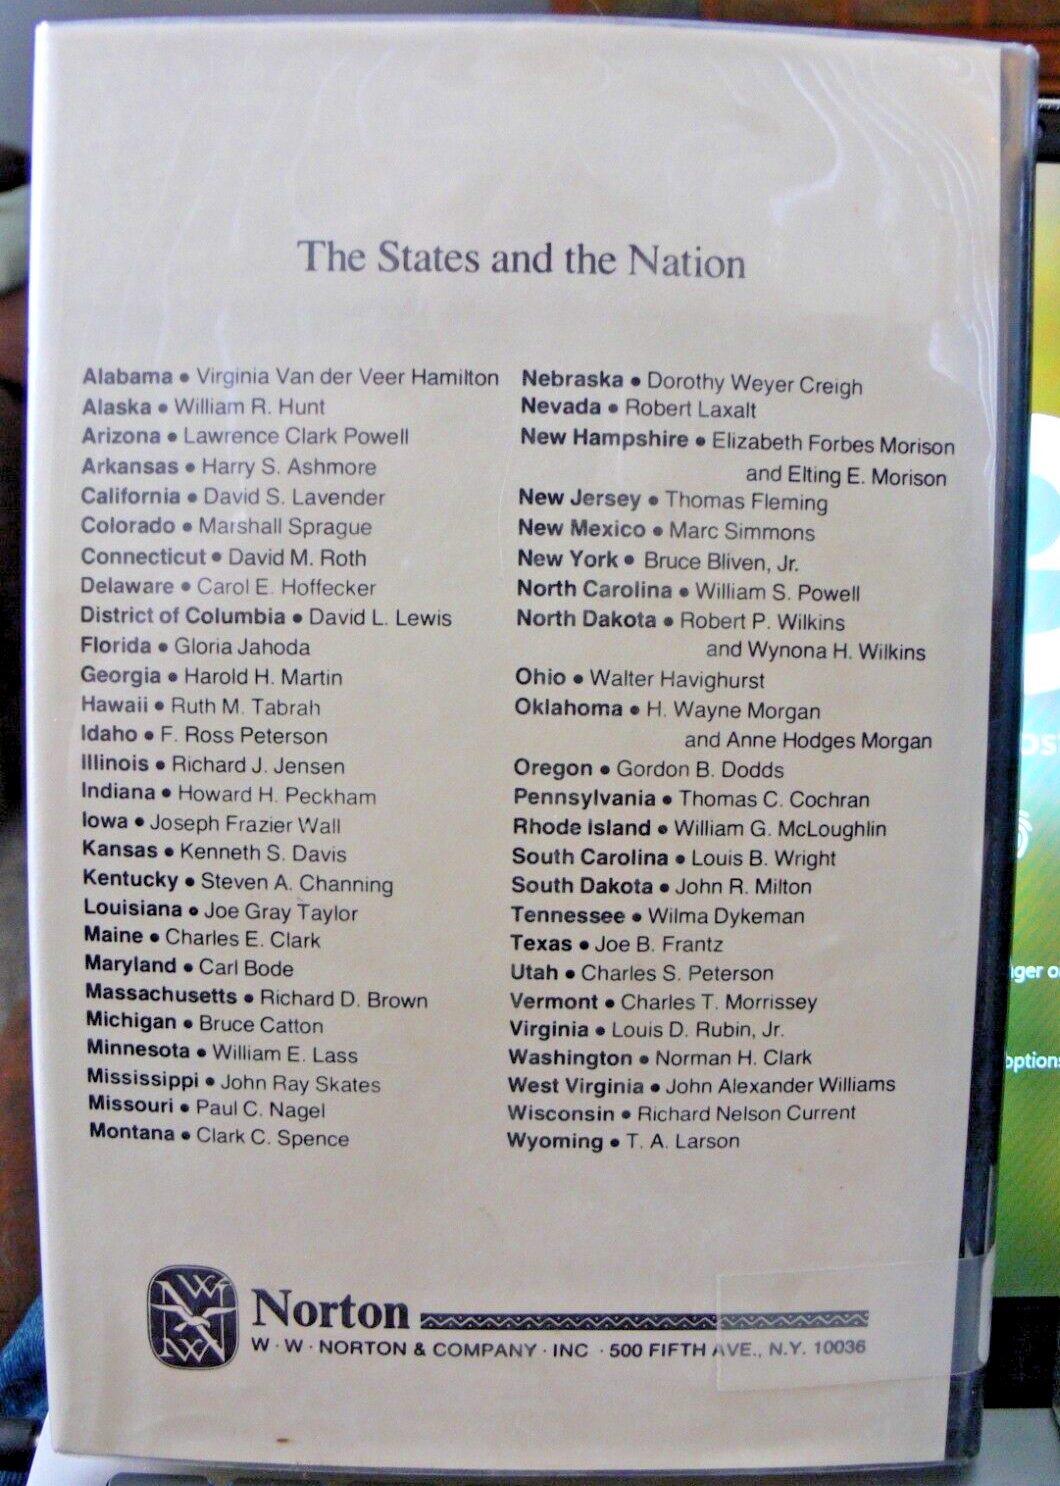 The States and the Nation
Alabama • Virginia Van der Veer Hamilton
Alaska • William R. Hunt
Arizona • Lawrence Clark Powell
Arkansas • Harry S. Ashmore
California • David S. Lavender
Colorado • Marshall Sprague
Connecticut • David M. Roth
Delaware • Carol E. Hoffecker
District of Columbia • David L. Lewis
Florida • Gloria Jahoda
Georgia • Harold H. Martin
Hawaii • Ruth M. Tabrah
Idaho • F. Ross Peterson
Illinois • Richard J. Jensen
Indiana • Howard H. Peckham
Iowa • Joseph Frazier Wall
Kansas • Kenneth S. Davis
Kentucky • Steven A. Channing
Louisiana • Joe Gray Taylor
Maine • Charles E. Clark
Maryland • Carl Bode
Massachusetts • Richard D. Brown
Michigan • Bruce Catton
Minnesota • William E. Lass
Mississippi • John Ray Skates
Missouri • Paul C. Nagel
Montana • Clark C. Spence
Nebraska • Dorothy Weyer Creigh
Nevada • Robert Laxalt
New Hampshire • Elizabeth Forbes Morison
and Elting E. Morison
New Jersey • Thomas Fleming
New Mexico • Marc Simmons
New York • Bruce Bliven, Jr.
North Carolina • William S. Powell
North Dakota • Robert P. Wilkins
and Wynona H. Wilkins
Ohio • Walter Havighurst
Oklahoma • H. Wayne Morgan
and Anne Hodges Morgan
Oregon • Gordon B. Dodds
Pennsylvania • Thomas C. Cochran
Rhode Island • William G. McLoughlin
South Carolina • Louis B. Wright
South Dakota • John R. Milton
Tennessee • Wilma Dykeman
Texas • Joe B. Frantz
Utah • Charles S. Peterson
Vermont • Charles T. Morrissey
Virginia • Louis D. Rubin, Jr.
Washington • Norman H. Clark
West Virginia • John Alexander Williams
Wisconsin • Richard Nelson Current
Wyoming • T. A. Larson
Norton
W · W · NORTON & COMPANY · INC · 500 FIFTH AVE., N.Y. 10036